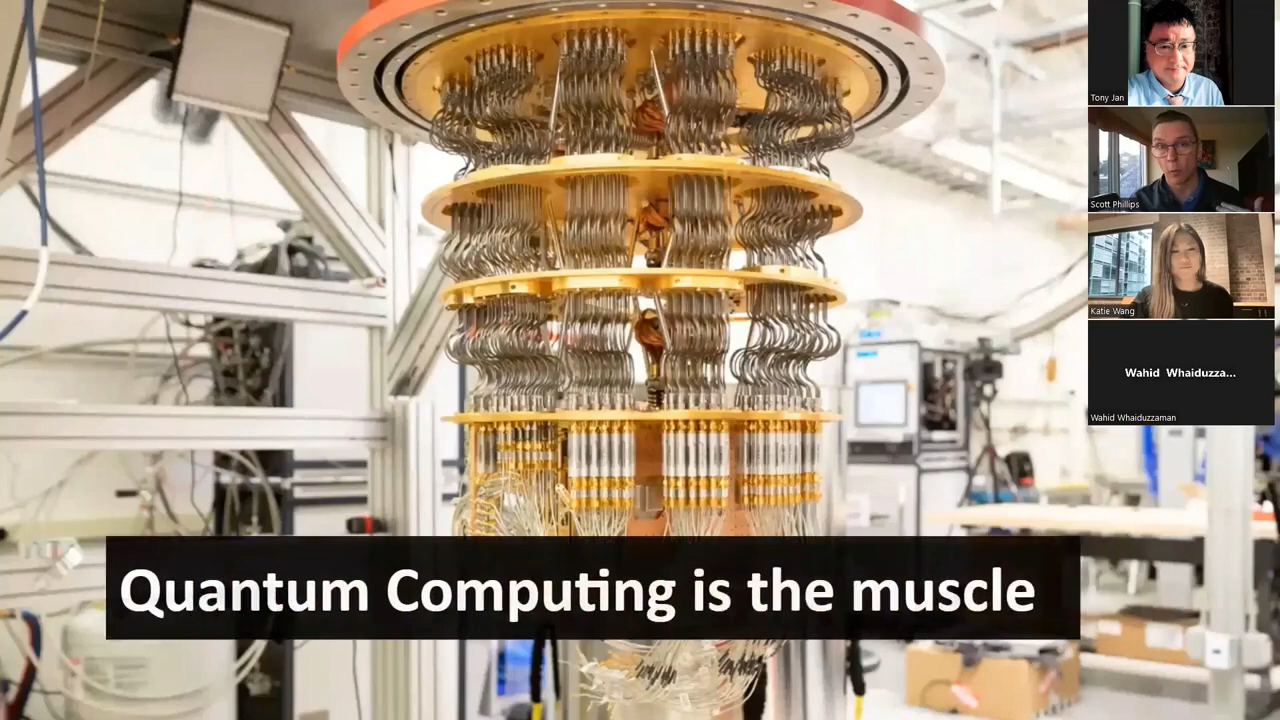 Tony Jan
Scott Phillips
Katie Wang
Wahid Whaiduzza...
Wahid Whaiduzzaman
Quantum Computing is the muscle